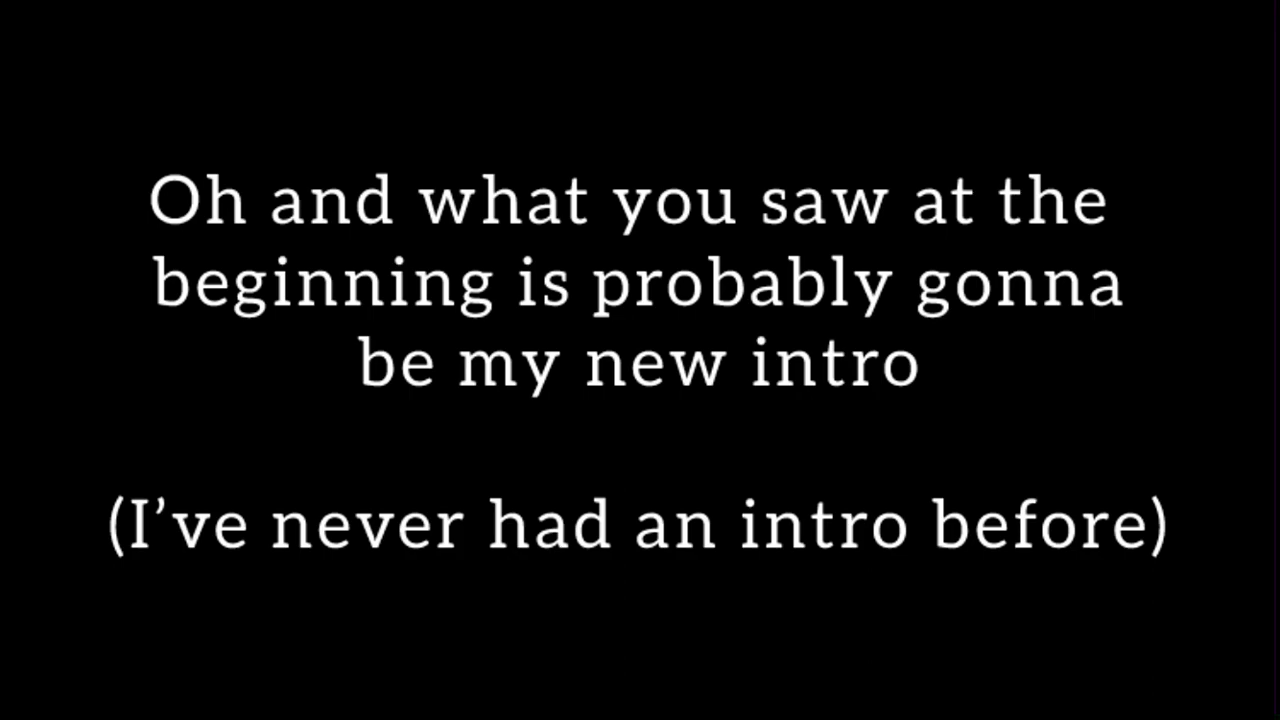 Oh and what you saw at the
beginning is probably gonna
be my new intro
(I’ve never had an intro before)